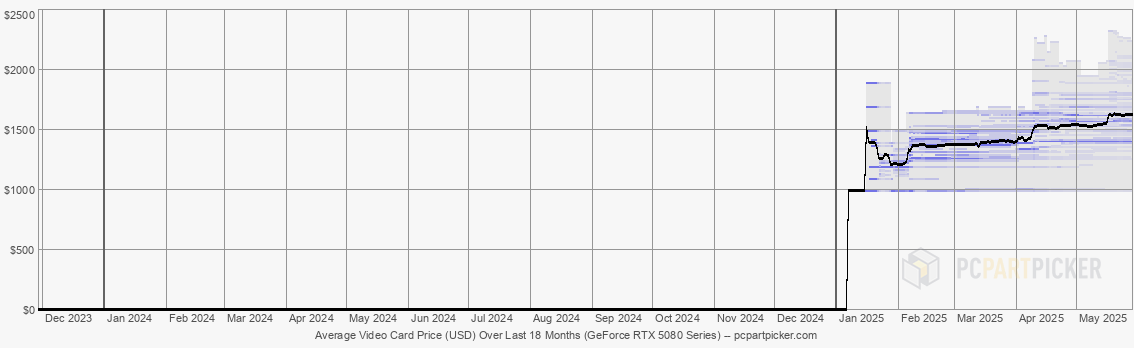 $2500
$2000
$1500
$1000
$500
$0
PCPARTPICKER
Dec 2023 Jan 2024 Feb 2024 Mar 2024 Apr 2024 May 2024 Jun 2024 Jul 2024 Aug 2024 Sep 2024 Oct 2024 Nov 2024 Dec 2024 Jan 2025 Feb 2025 Mar 2025 Apr 2025 May 2025
Average Video Card Price (USD) Over Last 18 Months (GeForce RTX 5080 Series) -- pcpartpicker.com